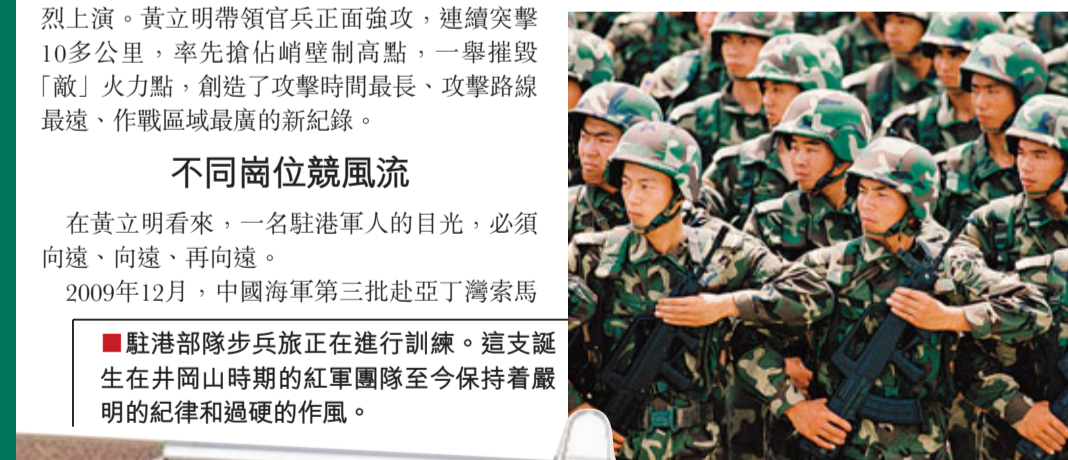 烈上演。黃立明帶領官兵正面強攻，連續突擊
10多公里，率先搶佔峭壁制高點，一舉摧毀
「敵」火力點，創造了攻擊時間最長、攻擊路線
最遠、作戰區域最廣的新紀錄。
不同崗位競風流
在黃立明看來，一名駐港軍人的目光，必須
向遠、向遠、再向遠。
2009年12月，中國海軍第三批赴亞丁灣索馬
■駐港部隊步兵旅正在進行訓練。這支誕
生在井岡山時期的紅軍團隊至今保持着嚴
明的紀律和過硬的作風。